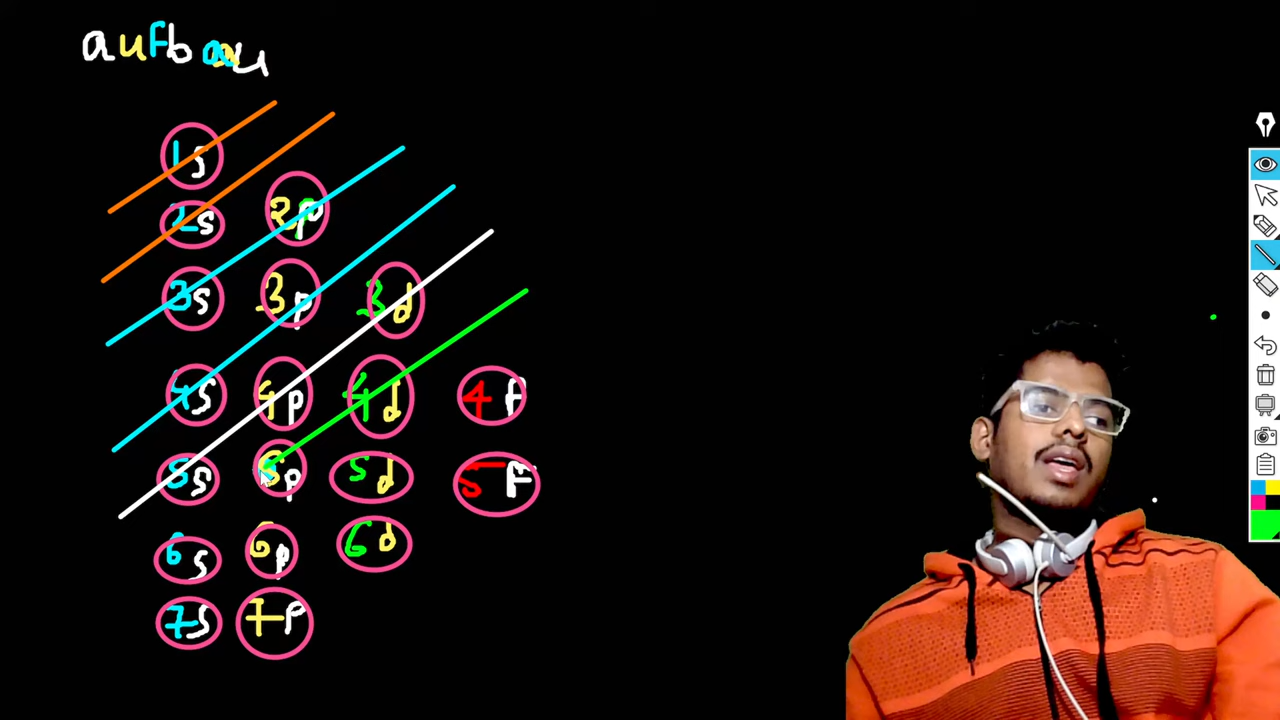 aufbau
1s
2s 2p
3s 3p 3d
4s 4p 4d 4f
5s 5p 5d 5f
6s 6p 6d
7s 7p